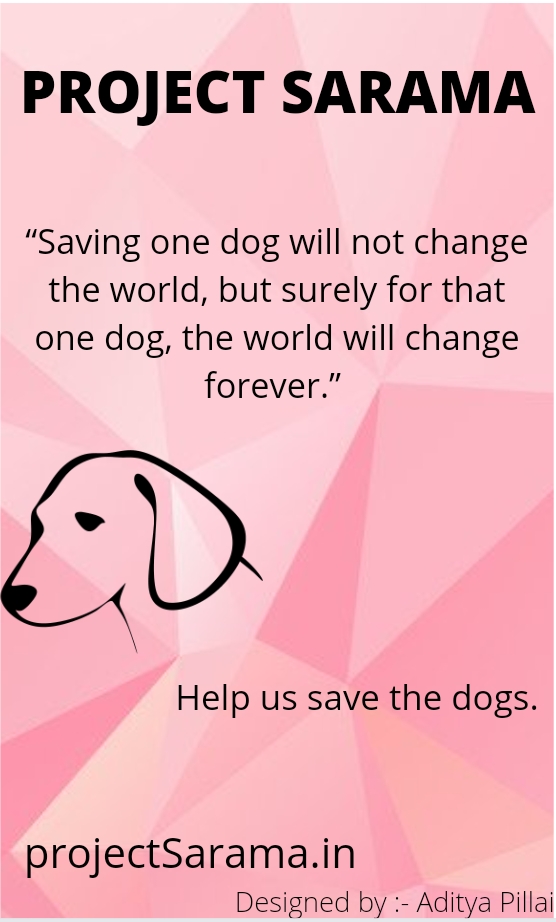 PROJECT SARAMA
“Saving one dog will not change
the world, but surely for that
one dog, the world will change
forever.”
Help us save the dogs.
projectSarama.in
Designed by :- Aditya Pillai